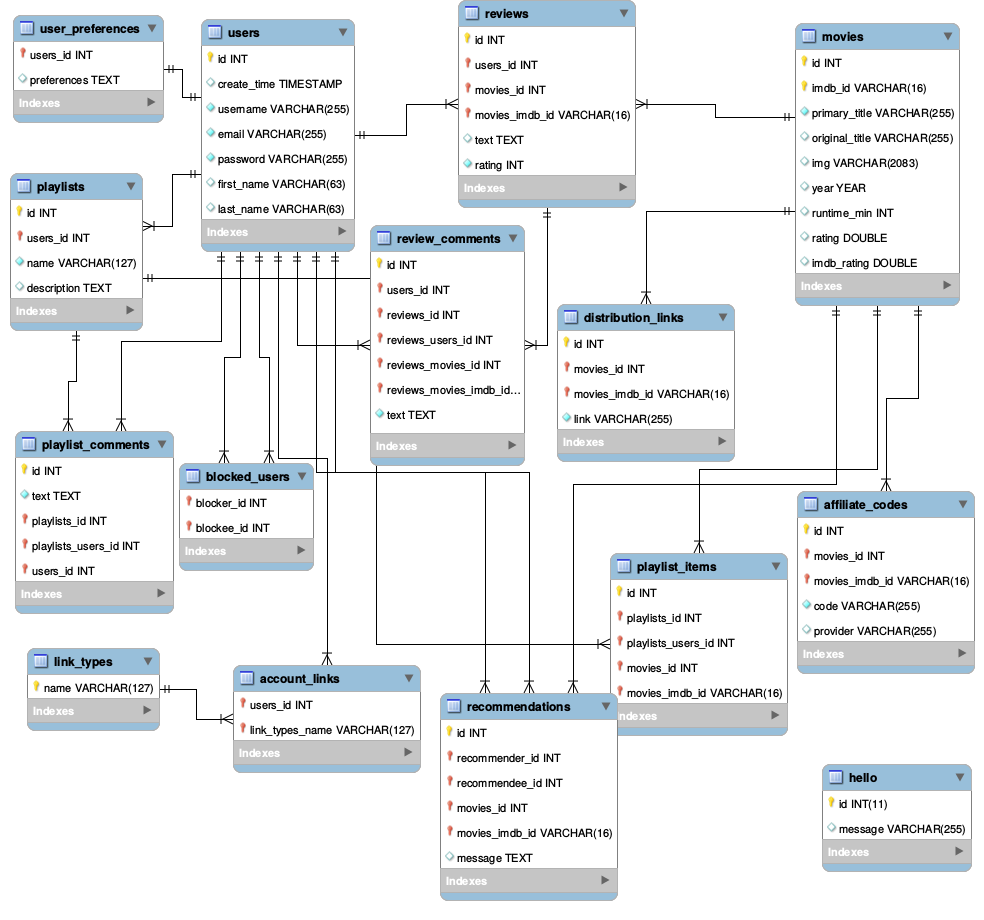 user_preferences
users_id INT
preferences TEXT
Indexes
users
id INT
create_time TIMESTAMP
username VARCHAR(255)
email VARCHAR(255)
password VARCHAR(255)
first_name VARCHAR(63)
last_name VARCHAR(63)
Indexes
reviews
id INT
users_id INT
movies_id INT
movies_imdb_id VARCHAR(16)
text TEXT
rating INT
Indexes
movies
id INT
imdb_id VARCHAR(16)
primary_title VARCHAR(255)
original_title VARCHAR(255)
img VARCHAR(2083)
year YEAR
runtime_min INT
rating DOUBLE
imdb_rating DOUBLE
Indexes
playlists
id INT
users_id INT
name VARCHAR(127)
description TEXT
Indexes
review_comments
id INT
users_id INT
reviews_id INT
reviews_users_id INT
reviews_movies_id INT
reviews_movies_imdb_id...
text TEXT
Indexes
distribution_links
id INT
movies_id INT
movies_imdb_id VARCHAR(16)
link VARCHAR(255)
Indexes
playlist_comments
id INT
text TEXT
playlists_id INT
playlists_users_id INT
users_id INT
Indexes
blocked_users
blocker_id INT
blockee_id INT
Indexes
affiliate_codes
id INT
movies_id INT
movies_imdb_id VARCHAR(16)
code VARCHAR(255)
provider VARCHAR(255)
Indexes
playlist_items
id INT
playlists_id INT
playlists_users_id INT
movies_id INT
movies_imdb_id VARCHAR(16)
Indexes
link_types
name VARCHAR(127)
Indexes
account_links
users_id INT
link_types_name VARCHAR(127)
Indexes
recommendations
id INT
recommender_id INT
recommendee_id INT
movies_id INT
movies_imdb_id VARCHAR(16)
message TEXT
Indexes
hello
id INT(11)
message VARCHAR(255)
Indexes